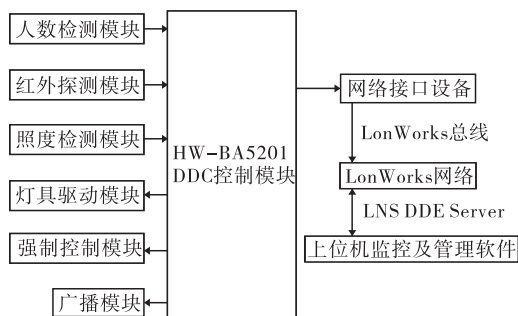 人数检测模块
红外探测模块
照度检测模块
灯具驱动模块
强制控制模块
广播模块
HW-BA5201
DDC控制模块
网络接口设备
LonWorks总线
LonWorks网络
LNS DDE Server
上位机监控及管理软件